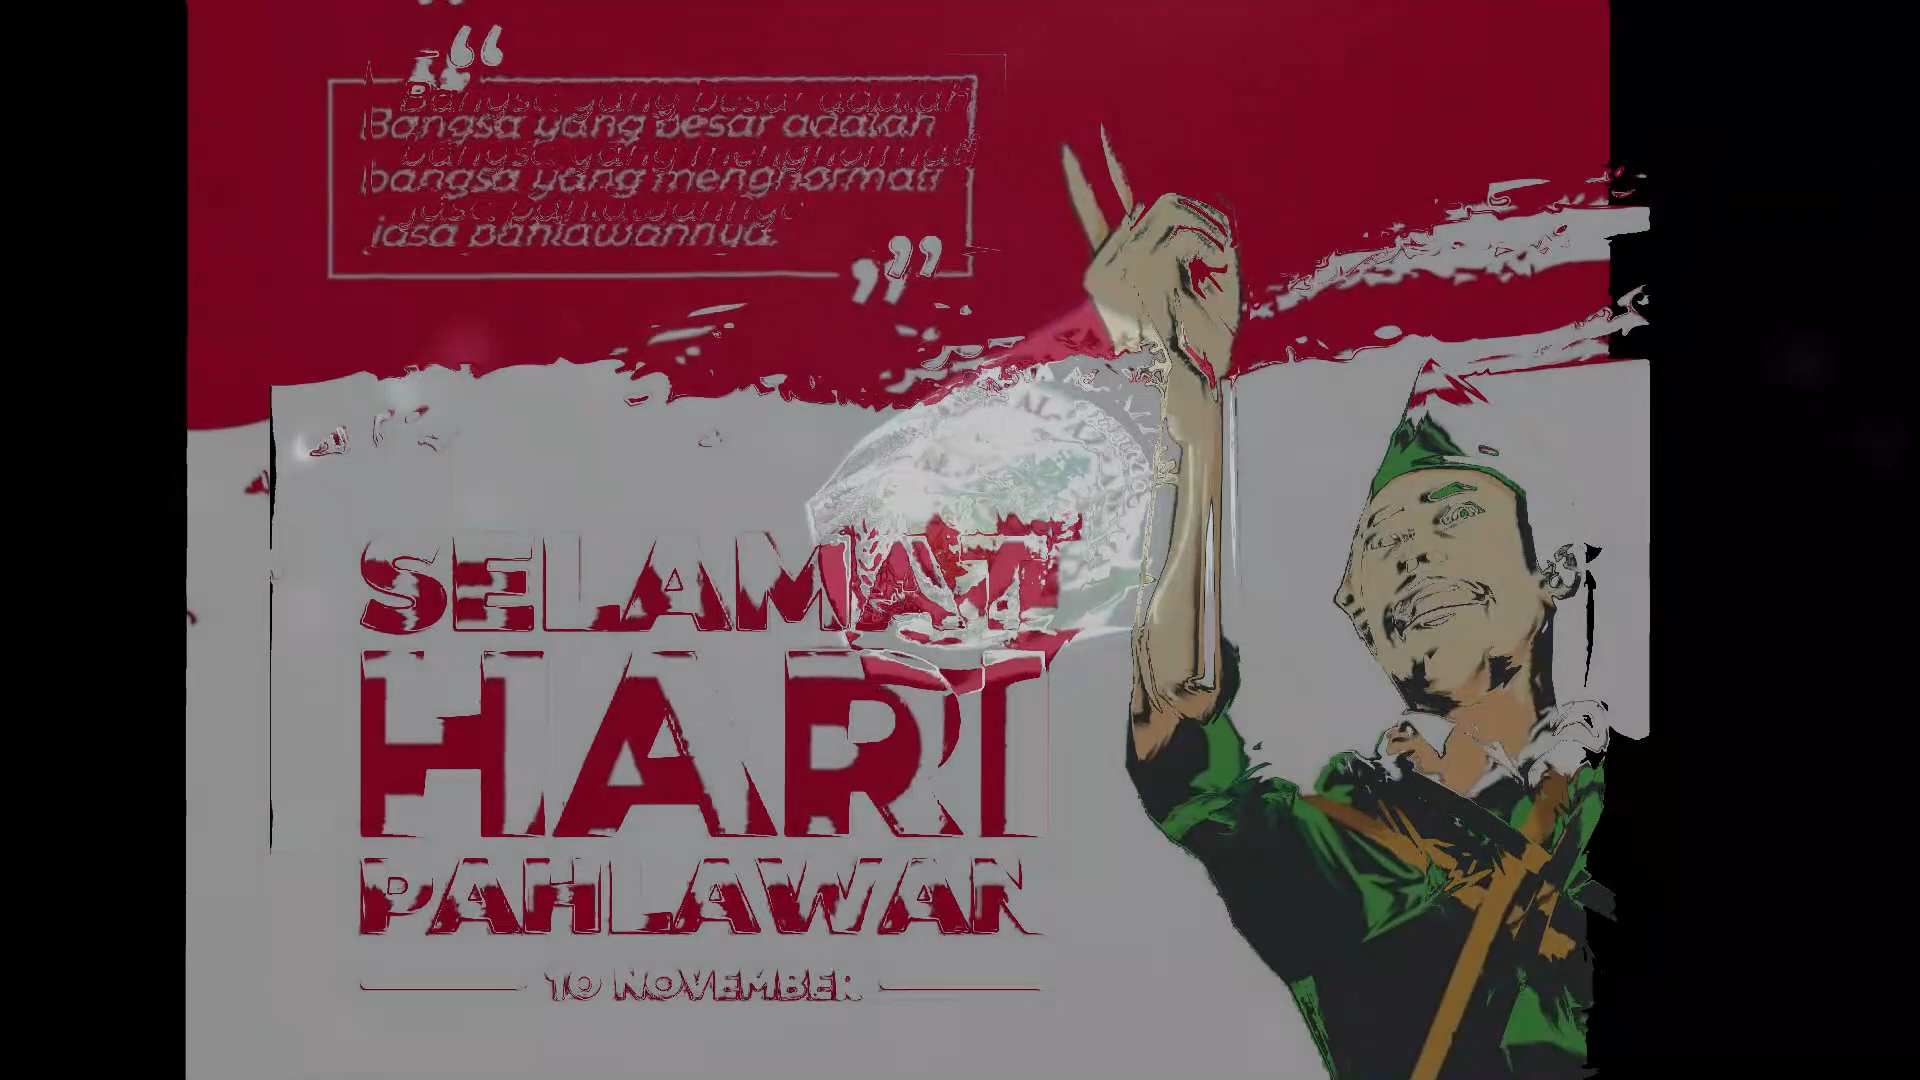 “
Bangsa yang besar adalah
bangsa yang menghormati
jasa pahlawannya.
”
SELAMAT
HARI
PAHLAWAN
10 NOVEMBER